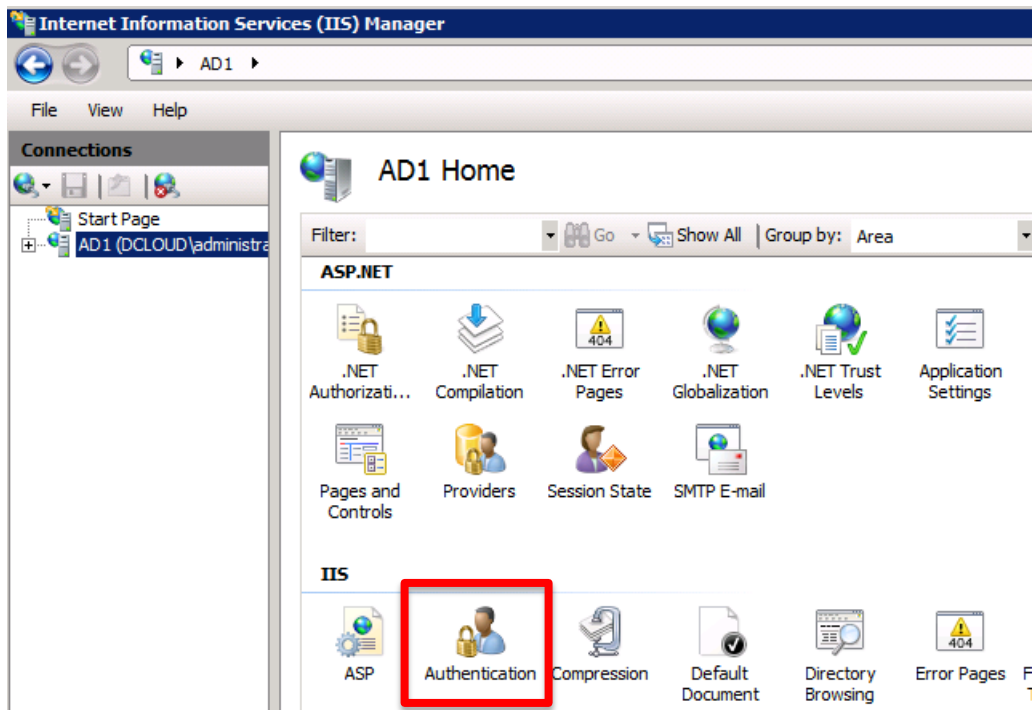 Internet Information Services (IIS) Manager
AD1
File View Help
Connections
Start Page
AD1 (DCLOUD\administra
AD1 Home
Filter: Go Show All Group by: Area
ASP.NET
.NET Authorizati...
.NET Compilation
404
.NET Error Pages
.NET Globalization
.NET Trust Levels
Application Settings
Pages and Controls
Providers
Session State
SMTP E-mail
IIS
ASP
Authentication
Compression
Default Document
Directory Browsing
404
Error Pages
F